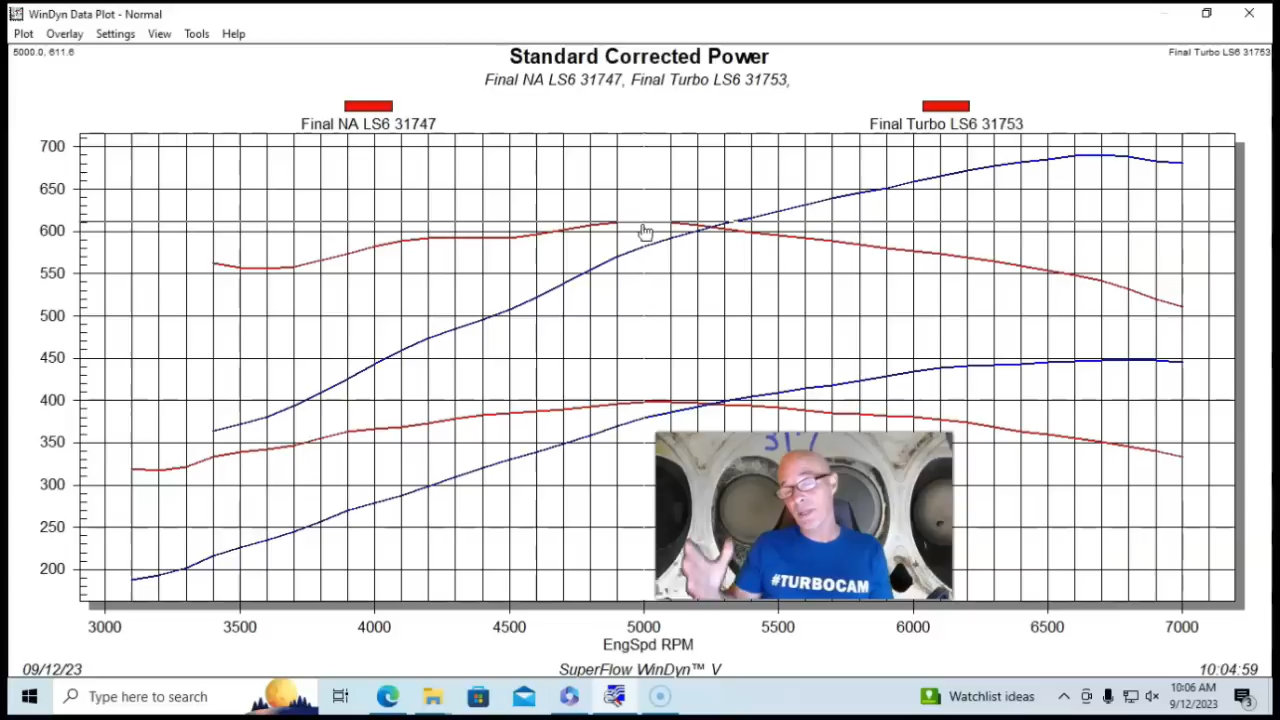 WinDyn Data Plot - Normal
Plot Overlay Settings View Tools Help
5000.0, 611.6
Final Turbo LS6 31753
Standard Corrected Power
Final NA LS6 31747, Final Turbo LS6 31753,
Final NA LS6 31747
Final Turbo LS6 31753
700
650
600
550
500
450
400
350
300
250
200
#TURBOCAM
3000 3500 4000 4500 5000 5500 6000 6500 7000
EngSpd RPM
09/12/23
SuperFlow WinDyn™ V
10:04:59
Type here to search
Watchlist ideas
10:06 AM
9/12/2023
3